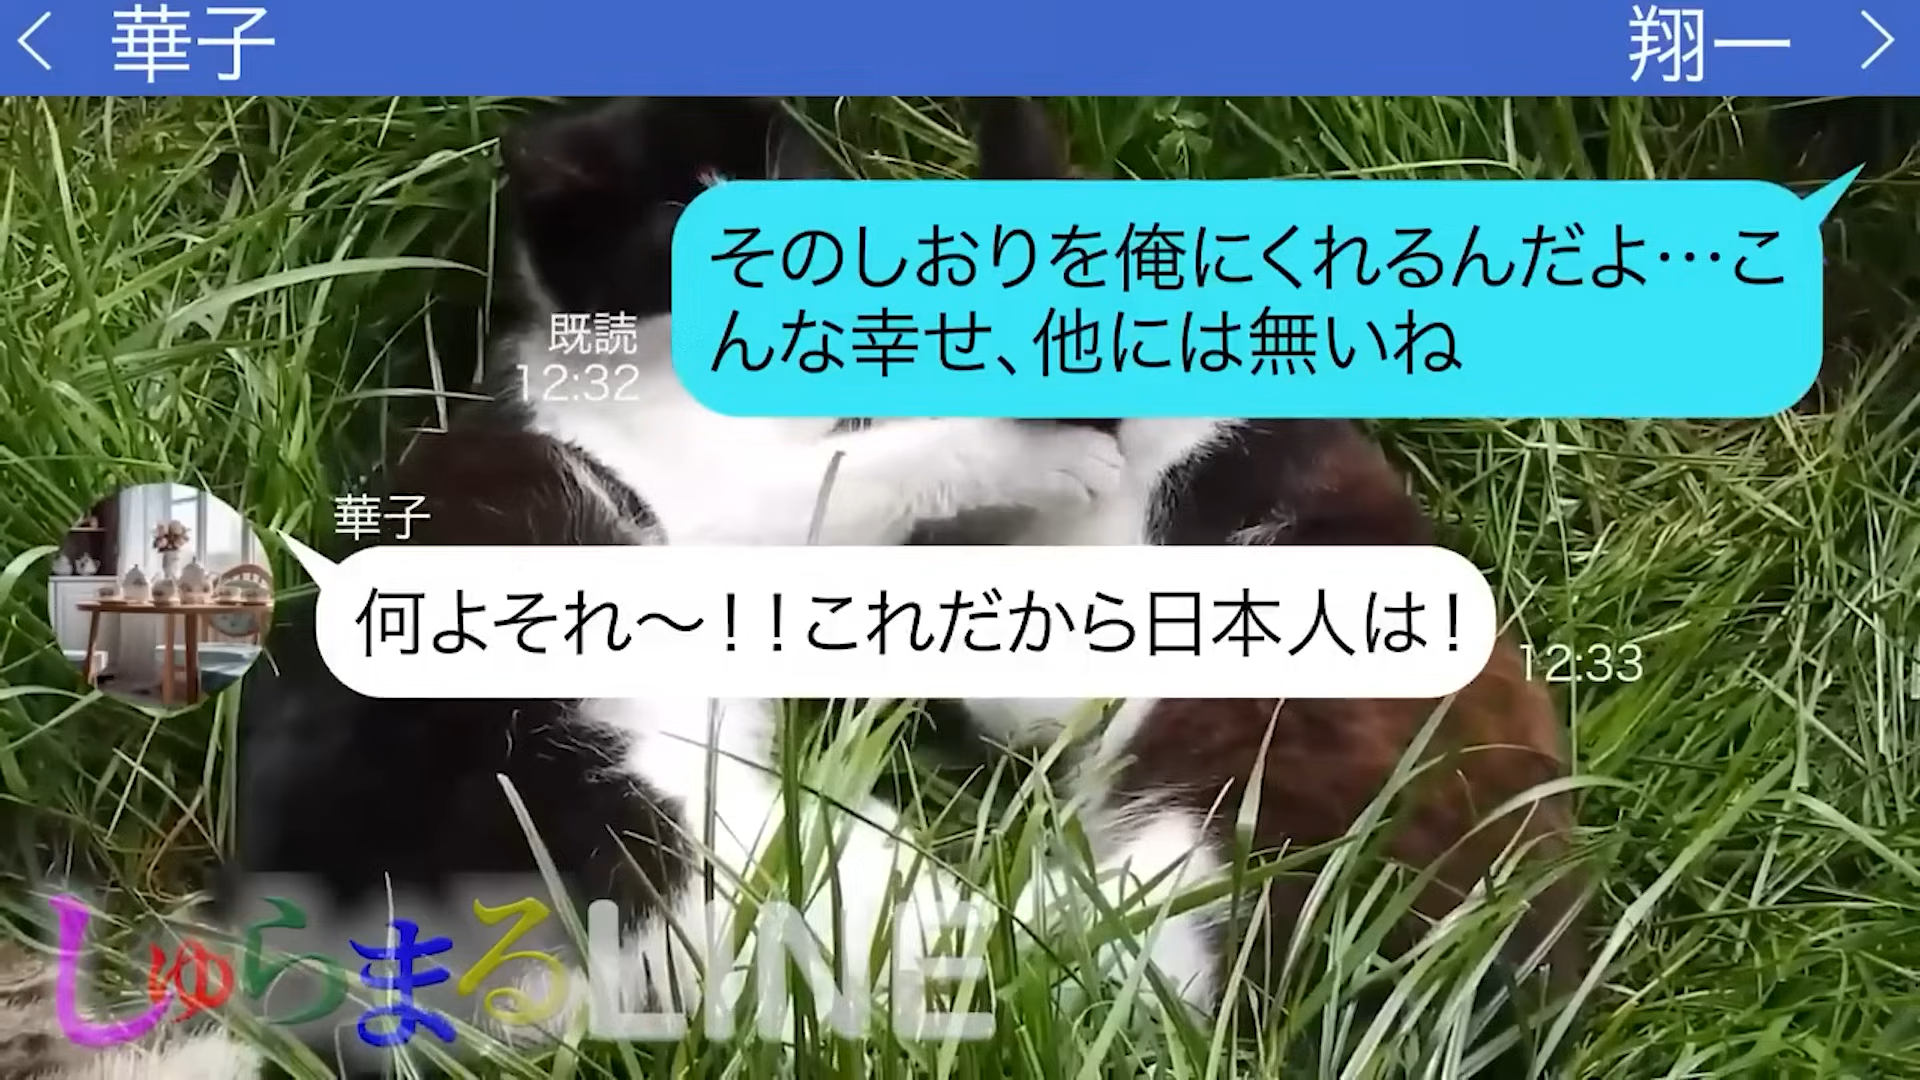 華子
翔一
そのしおりを俺にくれるんだよ…こ
んな幸せ、他には無いね
既読
12:32
華子
何よそれ〜！！これだから日本人は！
12:33
しゅらまるLINE